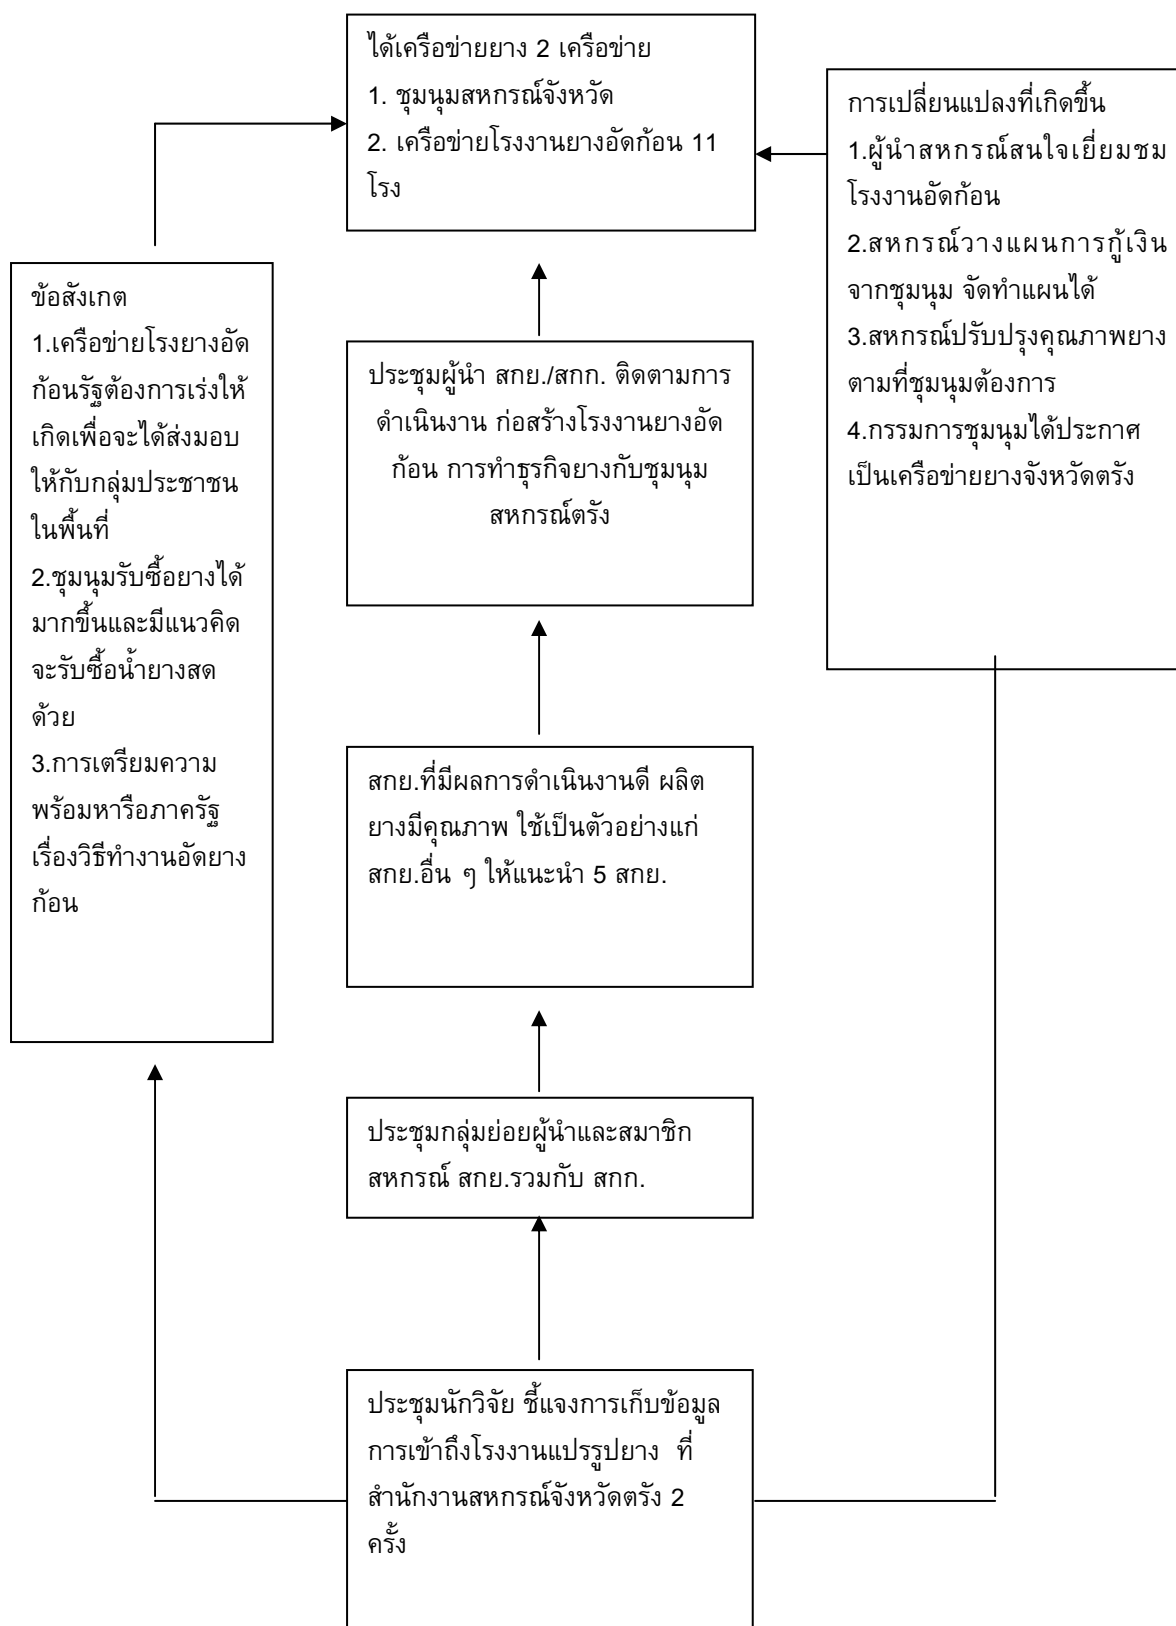 ได้เครือข่ายยาง 2 เครือข่าย
1. ชุมนุมสหกรณ์จังหวัด
2. เครือข่ายโรงงานยางอัดก้อน 11
โรง
การเปลี่ยนแปลงที่เกิดขึ้น
1.ผู้นำสหกรณ์สนใจเยี่ยมชม
โรงงานอัดก้อน
2.สหกรณ์วางแผนการกู้เงิน
จากชุมนุม จัดทำแผนได้
3.สหกรณ์ปรับปรุงคุณภาพยาง
ตามที่ชุมนุมต้องการ
4.กรรมการชุมนุมได้ประกาศ
เป็นเครือข่ายยางจังหวัดตรัง
ข้อสังเกต
1.เครือข่ายโรงยางอัด
ก้อนรัฐต้องการเร่งให้
เกิดเพื่อจะได้ส่งมอบ
ให้กับกลุ่มประชาชน
ในพื้นที่
2.ชุมนุมรับซื้อยางได้
มากขึ้นและมีแนวคิด
จะรับซื้อน้ำยางสด
ด้วย
3.การเตรียมความ
พร้อมหารือภาครัฐ
เรื่องวิธีทำงานอัดยาง
ก้อน
ประชุมผู้นำ สกย./สกก. ติดตามการ
ดำเนินงาน ก่อสร้างโรงงานยางอัด
ก้อน การทำธุรกิจยางกับชุมนุม
สหกรณ์ตรัง
สกย.ที่มีผลการดำเนินงานดี ผลิต
ยางมีคุณภาพ ใช้เป็นตัวอย่างแก่
สกย.อื่น ๆ ให้แนะนำ 5 สกย.
ประชุมกลุ่มย่อยผู้นำและสมาชิก
สหกรณ์ สกย.รวมกับ สกก.
ประชุมนักวิจัย ชี้แจงการเก็บข้อมูล
การเข้าถึงโรงงานแปรรูปยาง ที่
สำนักงานสหกรณ์จังหวัดตรัง 2
ครั้ง